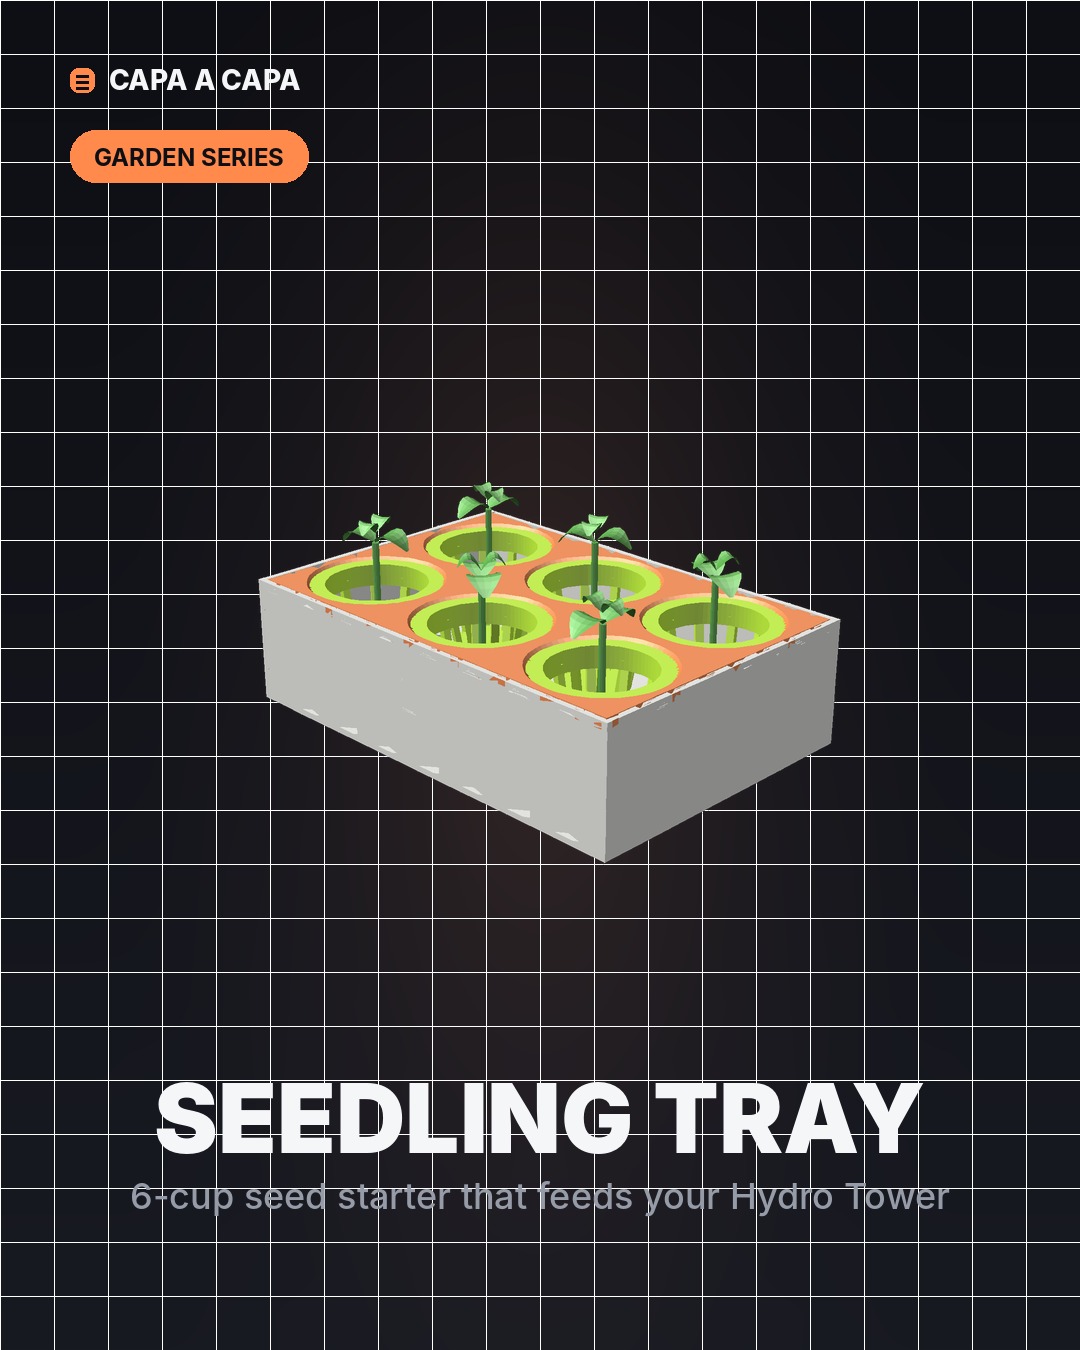 CAPA A CAPA
GARDEN SERIES
SEEDLING TRAY
6-cup seed starter that feeds your Hydro Tower